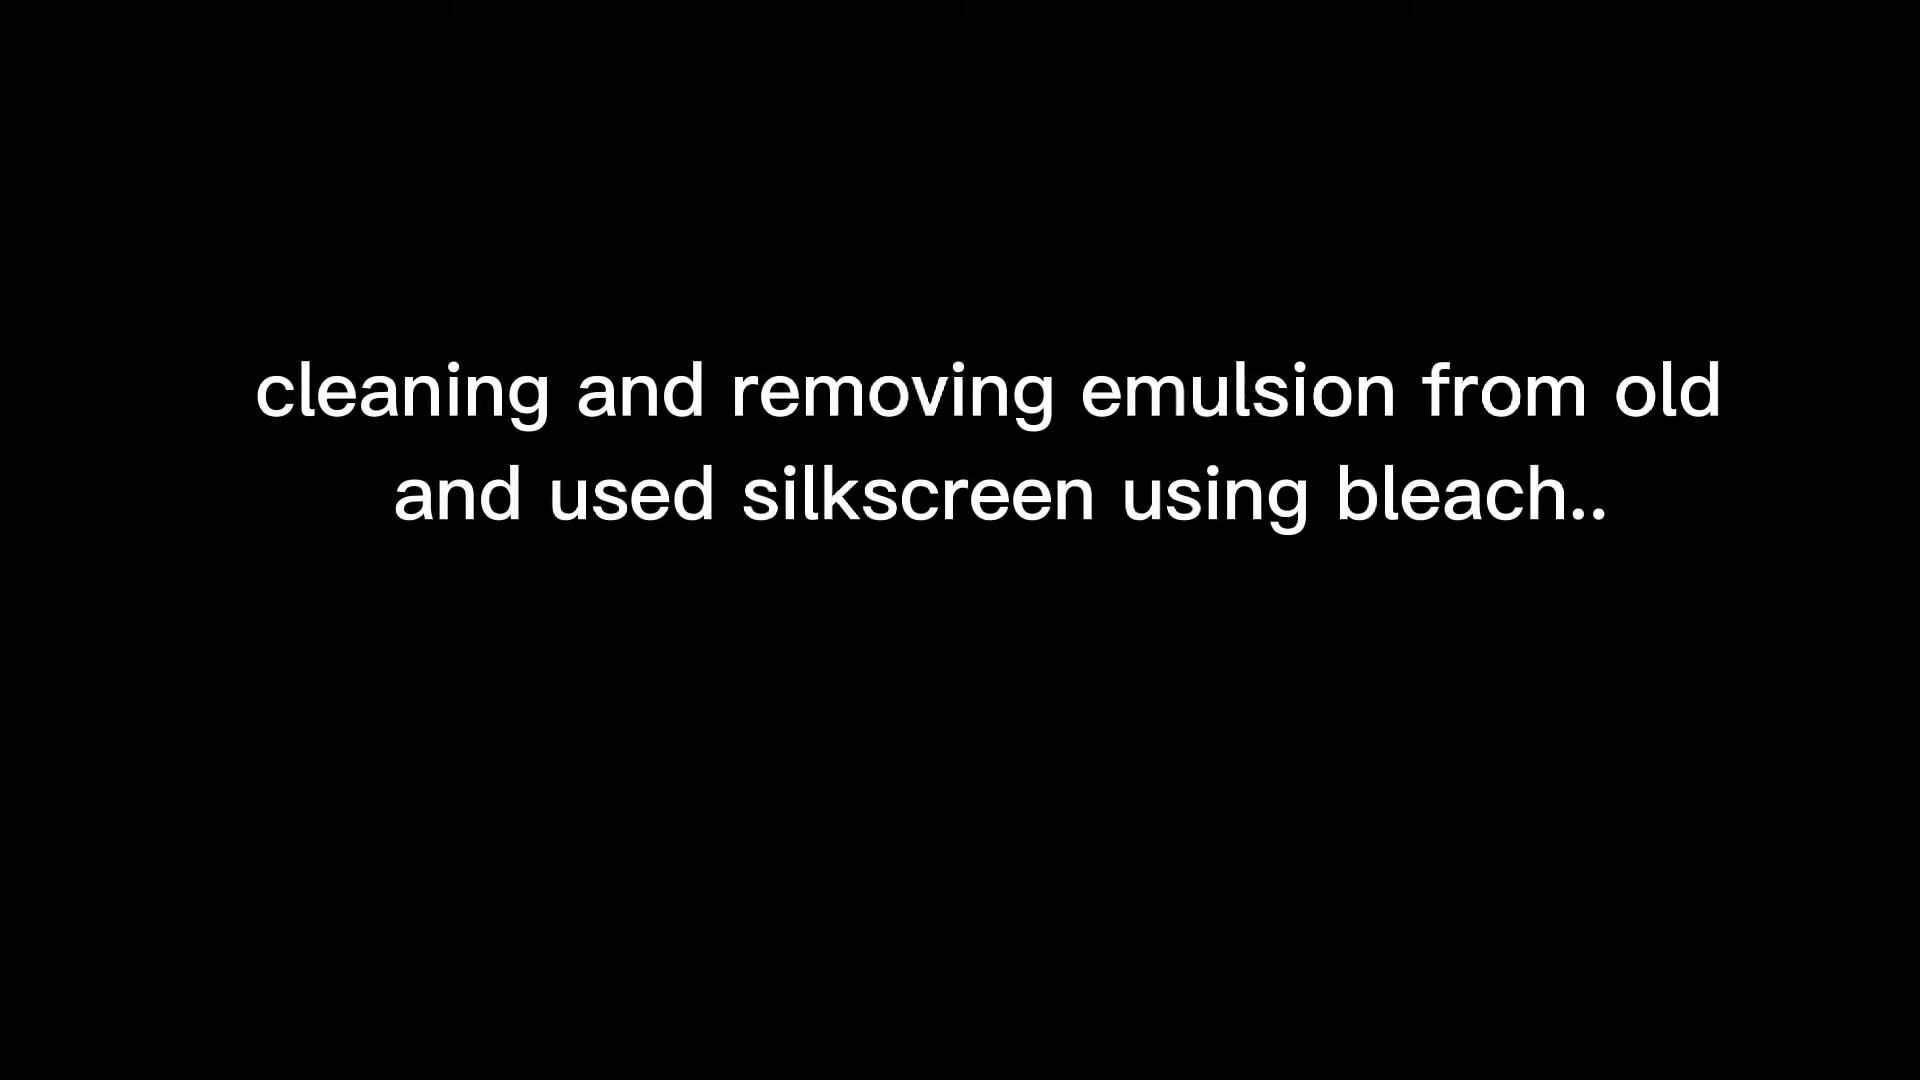 cleaning and removing emulsion from old
and used silkscreen using bleach..